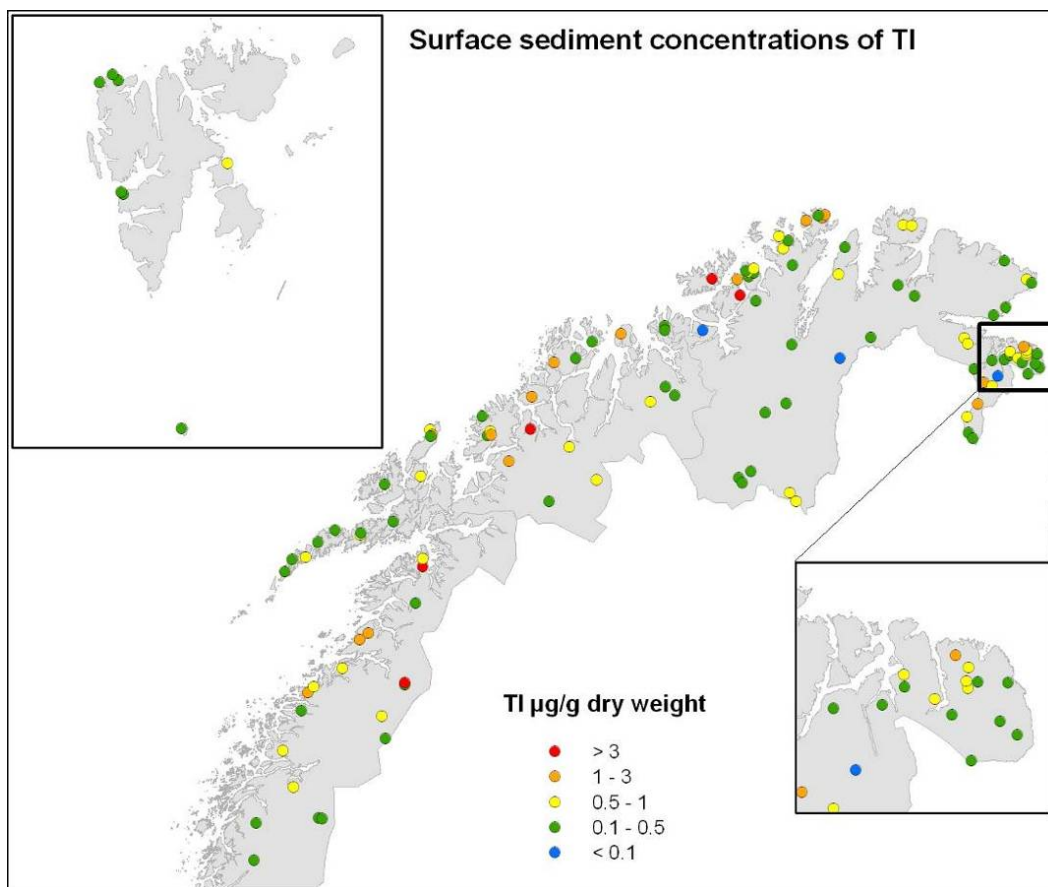 Surface sediment concentrations of Tl
Tl µg/g dry weight
> 3
1 - 3
0.5 - 1
0.1 - 0.5
< 0.1